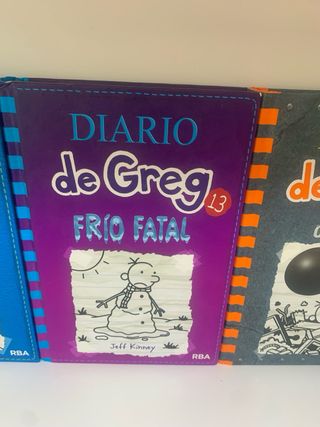 DIARIO
de Greg
13
FRÍO FATAL
Jeff Kinney
RBA
RBA
de